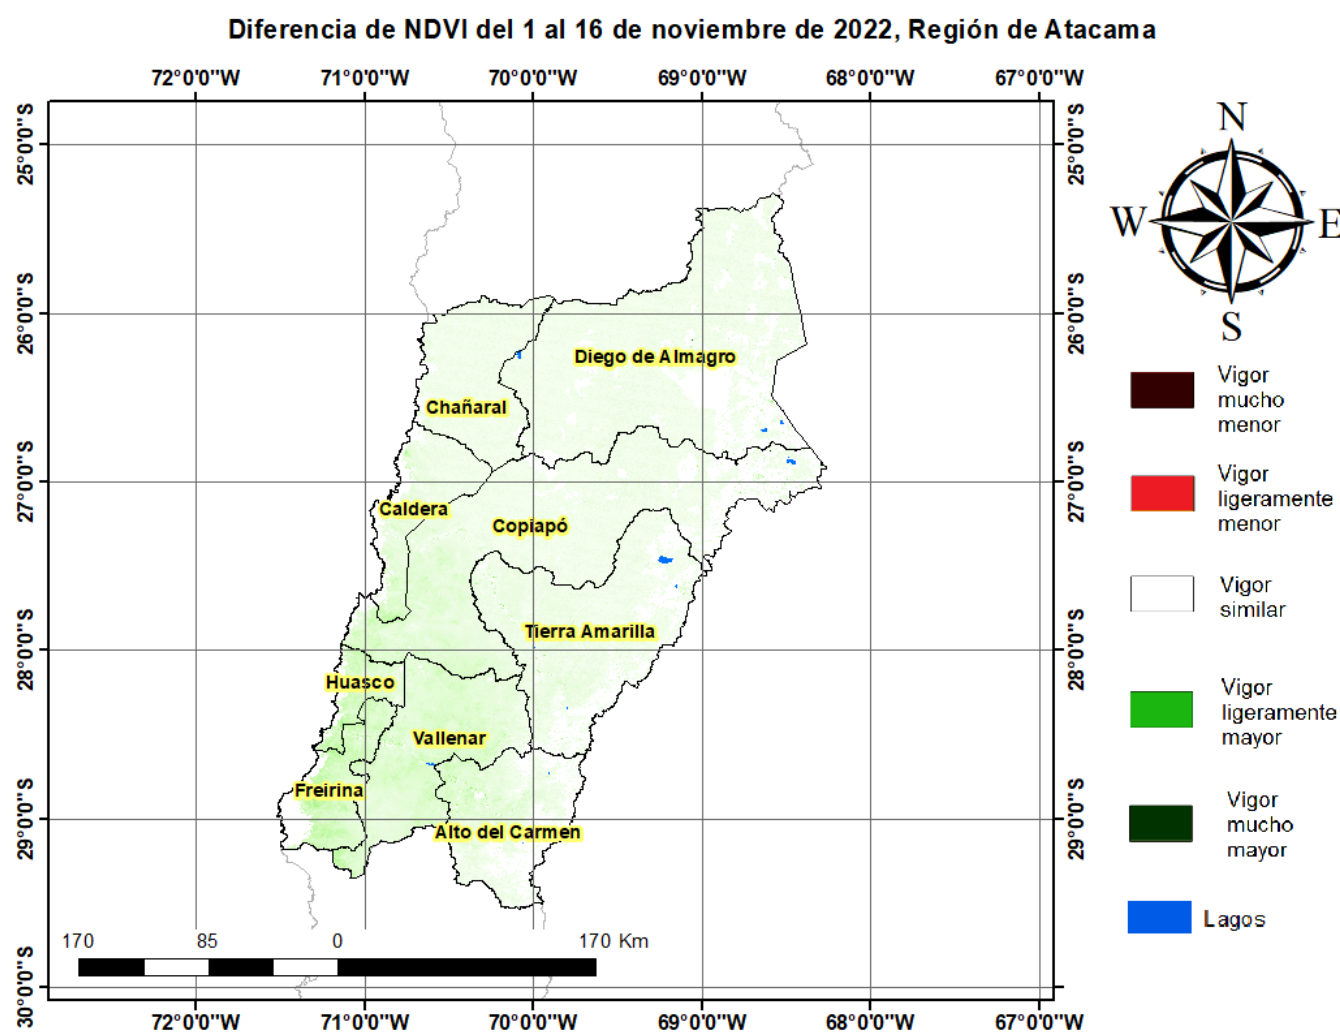 Diferencia de NDVI del 1 al 16 de noviembre de 2022, Región de Atacama
72°0'0"W 71°0'0"W 70°0'0"W 69°0'0"W 68°0'0"W 67°0'0"W
25°0'0"S 25°0'0"S
26°0'0"S 26°0'0"S
27°0'0"S 27°0'0"S
28°0'0"S 28°0'0"S
29°0'0"S 29°0'0"S
30°0'0"S
Diego de Almagro
Chañaral
Caldera
Copiapó
Tierra Amarilla
Huasco
Vallenar
Freirina
Alto del Carmen
170 85 0 170 Km
72°0'0"W 71°0'0"W 70°0'0"W 69°0'0"W 68°0'0"W 67°0'0"W
N
W E
S
Vigor
mucho
menor
Vigor
ligeramente
menor
Vigor
similar
Vigor
ligeramente
mayor
Vigor
mucho
mayor
Lagos